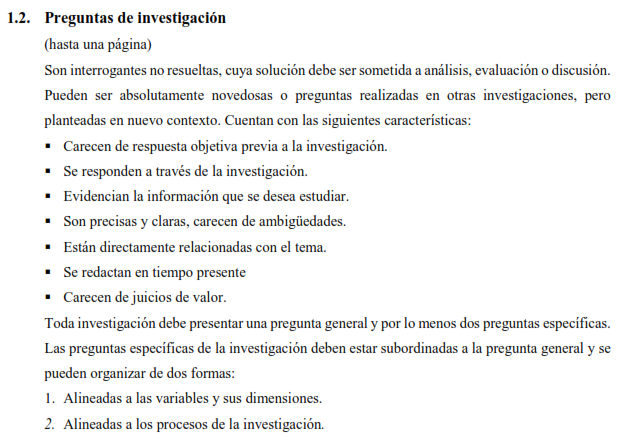 1.2. Preguntas de investigación
(hasta una página)
Son interrogantes no resueltas, cuya solución debe ser sometida a análisis, evaluación o discusión.
Pueden ser absolutamente novedosas o preguntas realizadas en otras investigaciones, pero
planteadas en nuevo contexto. Cuentan con las siguientes características:
▪ Carecen de respuesta objetiva previa a la investigación.
▪ Se responden a través de la investigación.
▪ Evidencian la información que se desea estudiar.
▪ Son precisas y claras, carecen de ambigüedades.
▪ Están directamente relacionadas con el tema.
▪ Se redactan en tiempo presente
▪ Carecen de juicios de valor.
Toda investigación debe presentar una pregunta general y por lo menos dos preguntas específicas.
Las preguntas específicas de la investigación deben estar subordinadas a la pregunta general y se
pueden organizar de dos formas:
1. Alineadas a las variables y sus dimensiones.
2. Alineadas a los procesos de la investigación.